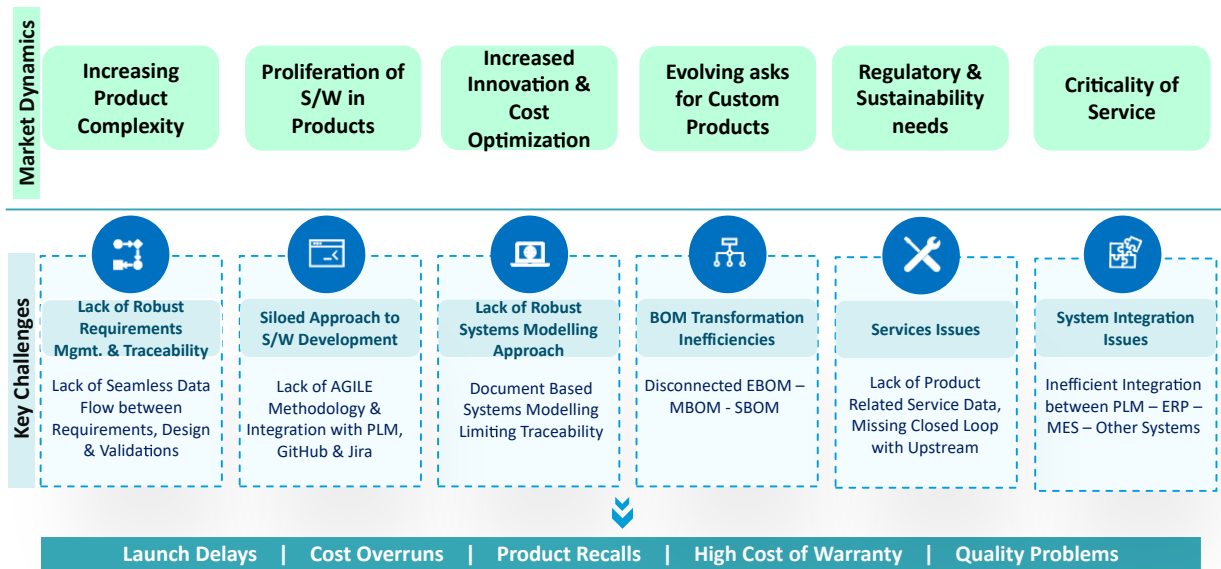 Market Dynamics
Increasing
Product
Complexity
Proliferation of
S/W in
Products
Increased
Innovation &
Cost
Optimization
Evolving asks
for Custom
Products
Regulatory &
Sustainability
needs
Criticality of
Service
Key Challenges
Lack of Robust
Requirements
Mgmt. & Traceability
Lack of Seamless Data
Flow between
Requirements, Design
& Validations
Siloed Approach to
S/W Development
Lack of AGILE
Methodology &
Integration with PLM,
GitHub & Jira
Lack of Robust
Systems Modelling
Approach
Document Based
Systems Modelling
Limiting Traceability
BOM Transformation
Inefficiencies
Disconnected EBOM –
MBOM - SBOM
Services Issues
Lack of Product
Related Service Data,
Missing Closed Loop
with Upstream
System Integration
Issues
Inefficient Integration
between PLM – ERP –
MES – Other Systems
Launch Delays | Cost Overruns | Product Recalls | High Cost of Warranty | Quality Problems